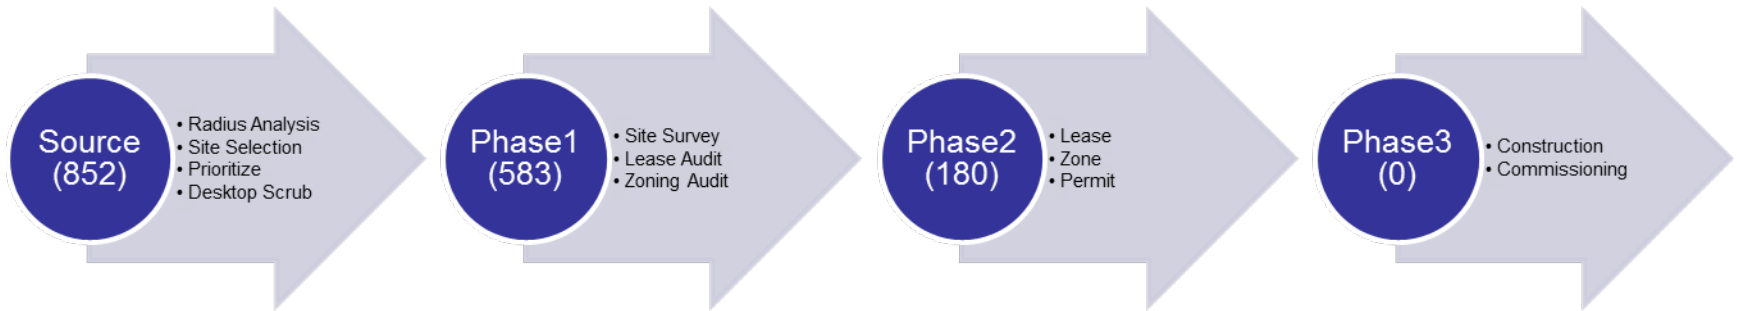 Source
(852)
• Radius Analysis
• Site Selection
• Prioritize
• Desktop Scrub
Phase1
(583)
• Site Survey
• Lease Audit
• Zoning Audit
Phase2
(180)
• Lease
• Zone
• Permit
Phase3
(0)
• Construction
• Commissioning